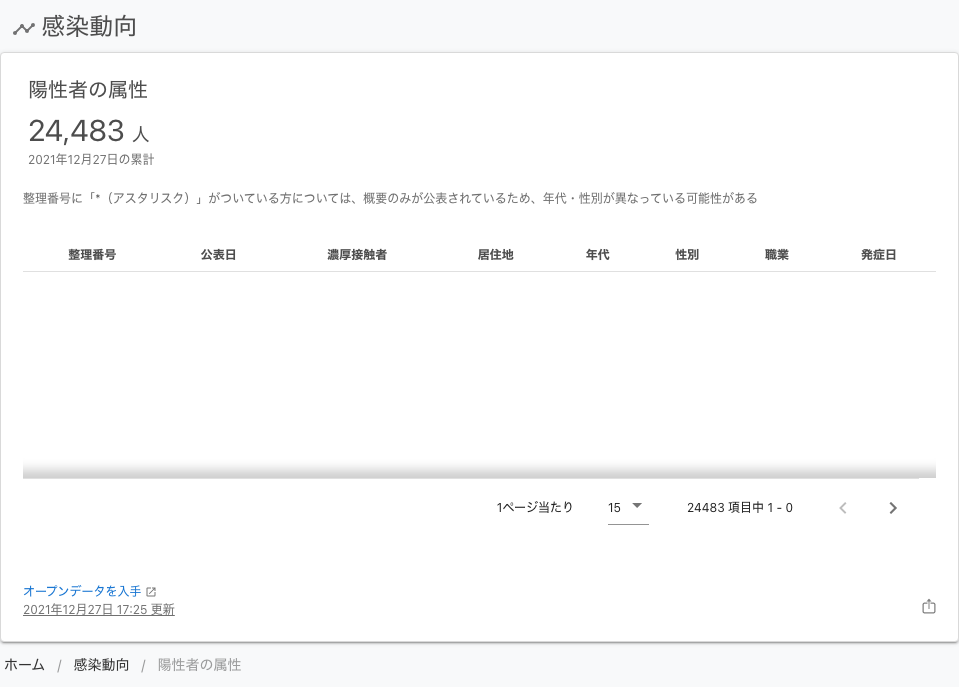 感染動向
陽性者の属性
24,483 人
2021年12月27日の累計
整理番号に「*（アスタリスク）」がついている方については、概要のみが公表されているため、年代・性別が異なっている可能性がある
整理番号 公表日 濃厚接触者 居住地 年代 性別 職業 発症日
1ページ当たり 15 24483 項目中 1 - 0
オープンデータを入手
2021年12月27日 17:25 更新
ホーム / 感染動向 / 陽性者の属性